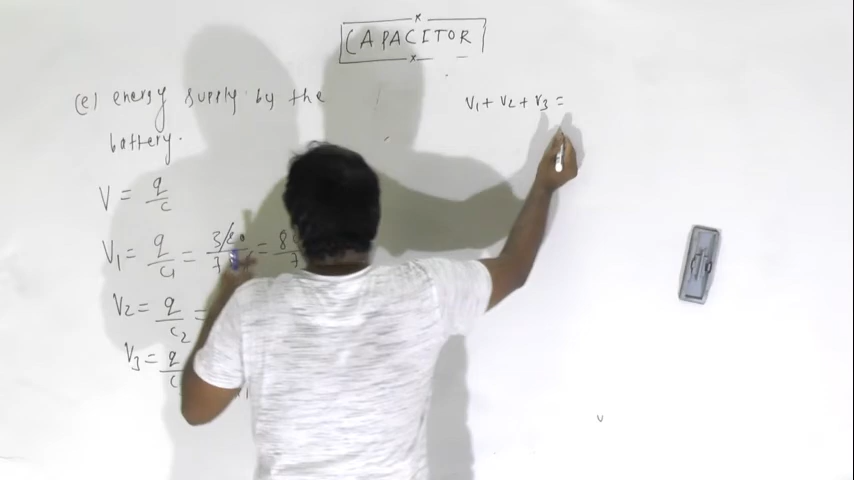 CAPACITOR
(e) energy supply by the
battery.
V = q/c
V1 = q/c1 =
V2 = q/c2 =
V3 = q/c
V1 + V2 + V3 =